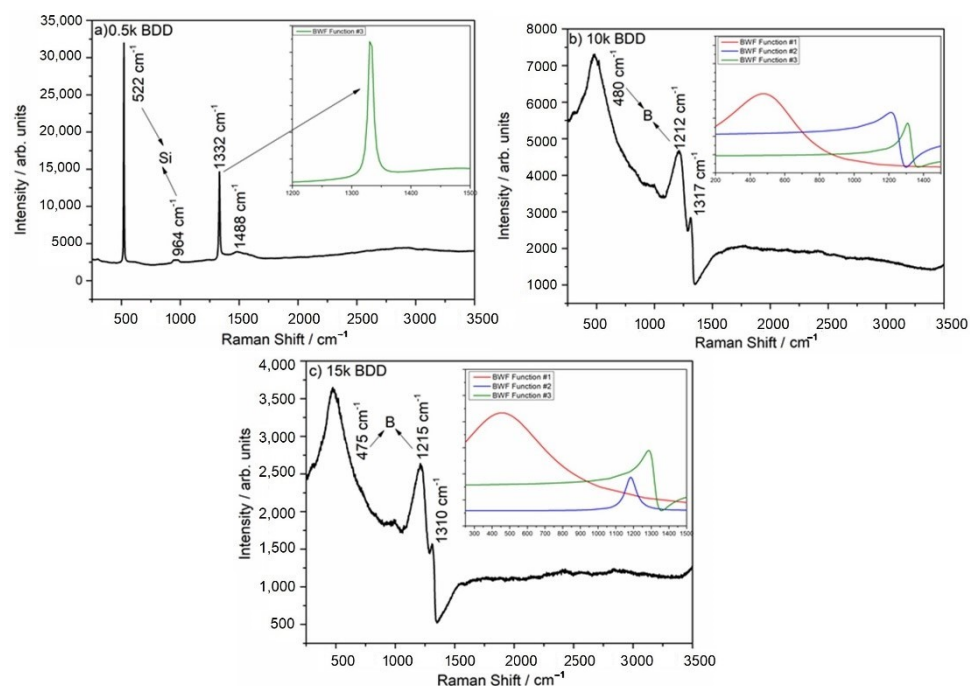 a)0.5k BDD
522 cm⁻¹
Si
964 cm⁻¹
1332 cm⁻¹
1488 cm⁻¹
BWF Function #3
1200 1300 1400 1500
35,000
30,000
25,000
20,000
15,000
10,000
5000
0
Intensity / arb. units
500 1000 1500 2000 2500 3000 3500
Raman Shift / cm⁻¹
b) 10k BDD
480 cm⁻¹
B
1212 cm⁻¹
1317 cm⁻¹
BWF Function #1
BWF Function #2
BWF Function #3
200 400 600 800 1000 1200 1400
8000
7000
6000
5000
4000
3000
2000
1000
Intensity / arb. units
500 1000 1500 2000 2500 3000 3500
Raman Shift / cm⁻¹
c) 15k BDD
475 cm⁻¹
B
1215 cm⁻¹
1310 cm⁻¹
BWF Function #1
BWF Function #2
BWF Function #3
300 400 500 600 700 800 900 1000 1100 1200 1300 1400 1500
4,000
3,500
3,000
2,500
2,000
1,500
1,000
500
Intensity / arb. units
500 1000 1500 2000 2500 3000 3500
Raman Shift / cm⁻¹